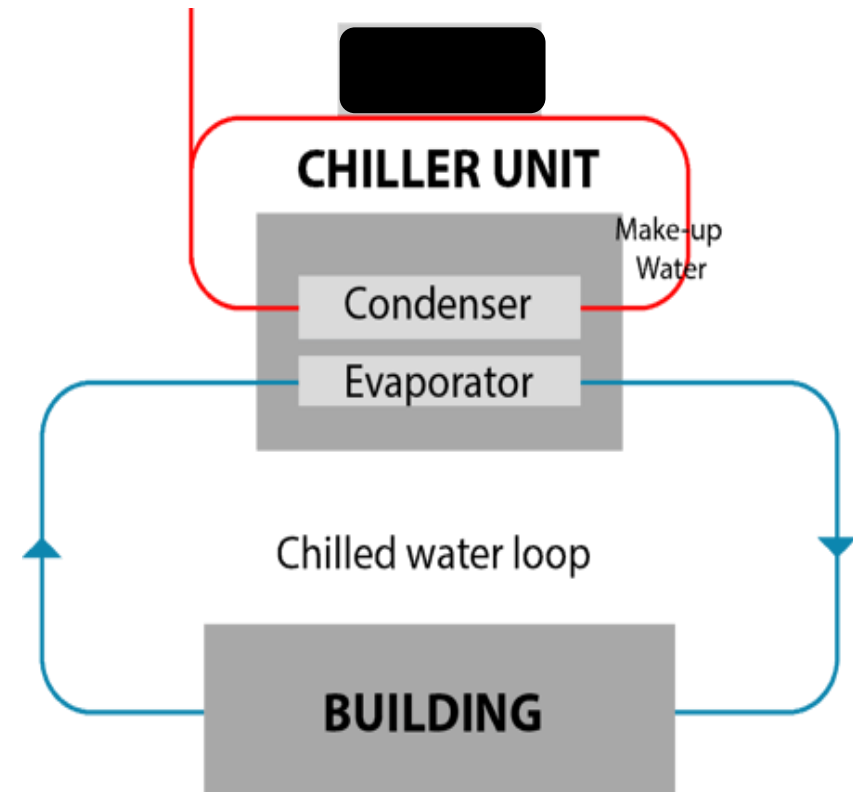 CHILLER UNIT
Make-up
Water
Condenser
Evaporator
Chilled water loop
BUILDING